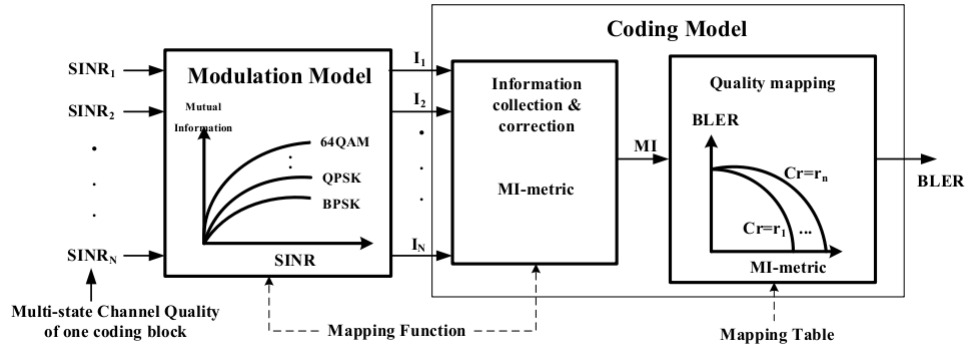 Coding Model
Modulation Model
Mutual
Information
64QAM
⋮
QPSK
BPSK
SINR
SINR₁
SINR₂
SINR_N
I₁
I₂
I_N
Information
collection &
correction
MI-metric
MI
Quality mapping
BLER
Cr=rₙ
Cr=r₁ ...
MI-metric
BLER
Multi-state Channel Quality
of one coding block
Mapping Function
Mapping Table